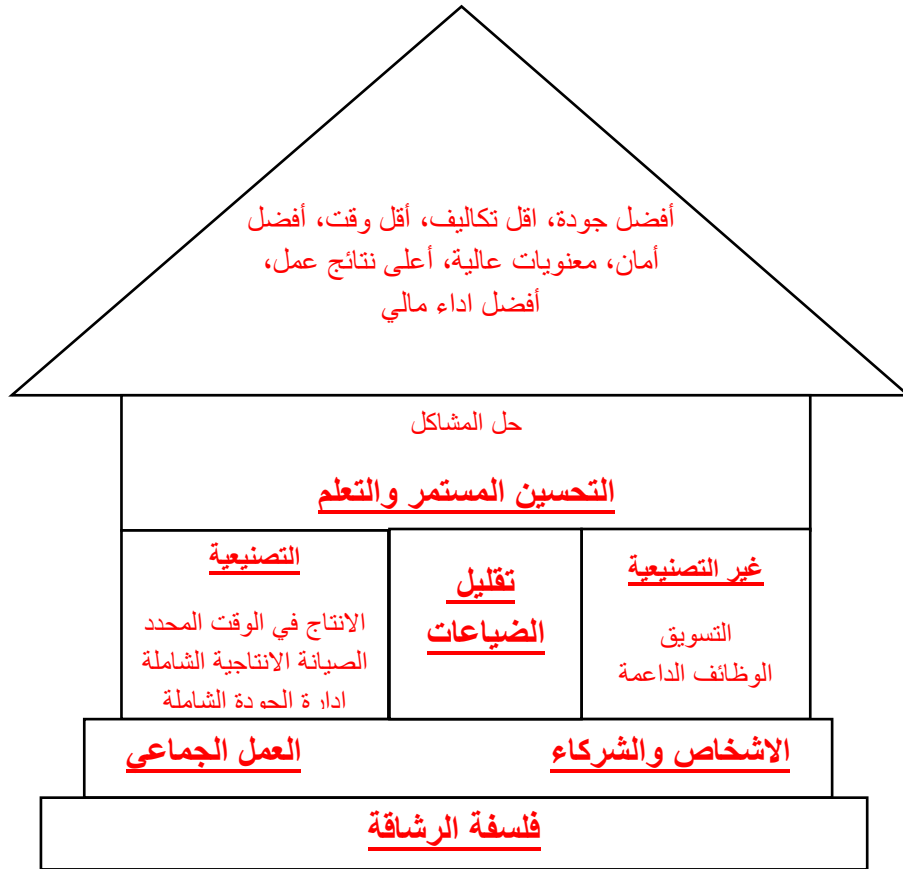 أفضل جودة، اقل تكاليف، أقل وقت، أفضل
أمان، معنويات عالية، أعلى نتائج عمل،
أفضل اداء مالي
حل المشاكل
التحسين المستمر والتعلم
غير التصنيعية
التسويق
الوظائف الداعمة
تقليل
الضياعات
التصنيعية
الانتاج في الوقت المحدد
الصيانة الانتاجية الشاملة
ادارة الجودة الشاملة
الاشخاص والشركاء
العمل الجماعي
فلسفة الرشاقة